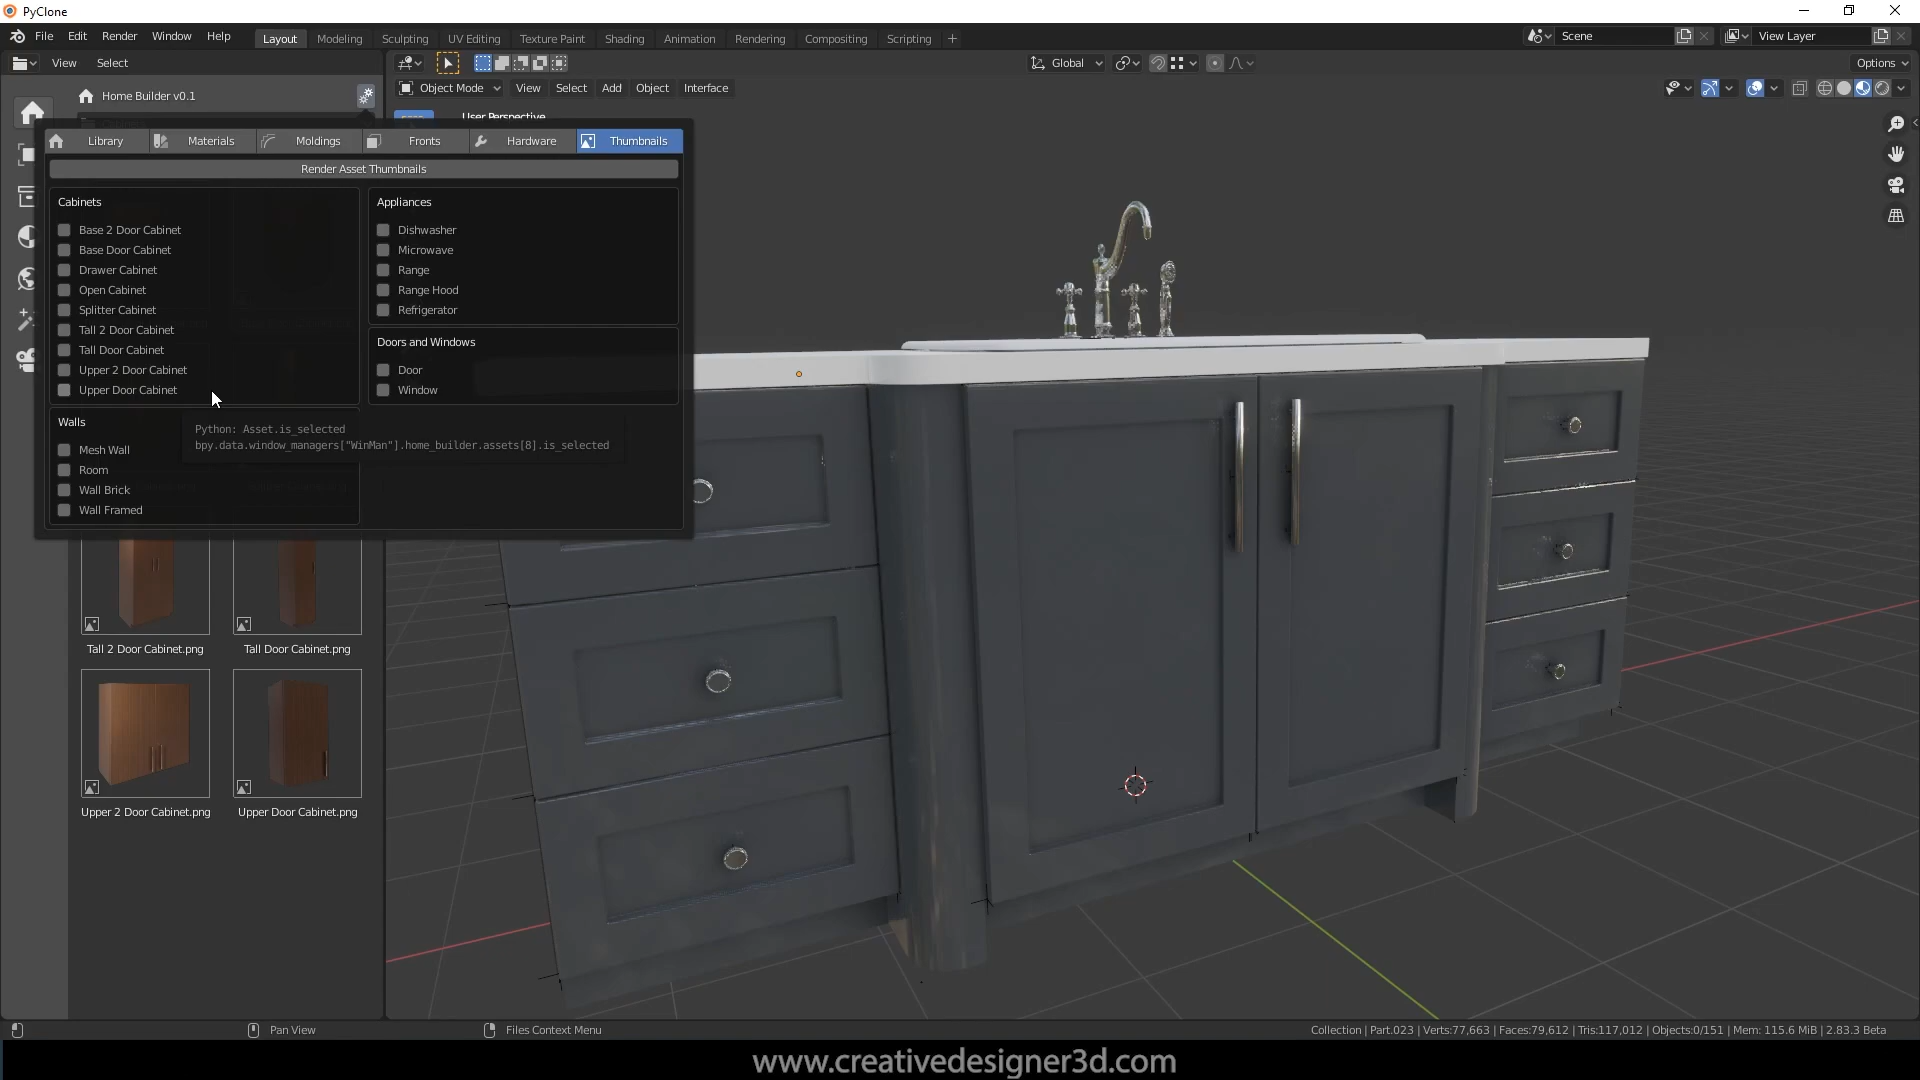 PyClone
File Edit Render Window Help
Layout Modeling Sculpting UV Editing Texture Paint Shading Animation Rendering Compositing Scripting +
Scene
View Layer
View Select
Global
Options
Home Builder v0.1
Object Mode View Select Add Object Interface
User Perspective
Library Materials Moldings Fronts Hardware Thumbnails
Render Asset Thumbnails
Cabinets
Base 2 Door Cabinet
Base Door Cabinet
Drawer Cabinet
Open Cabinet
Splitter Cabinet
Tall 2 Door Cabinet
Tall Door Cabinet
Upper 2 Door Cabinet
Upper Door Cabinet
Appliances
Dishwasher
Microwave
Range
Range Hood
Refrigerator
Doors and Windows
Door
Window
Walls
Mesh Wall
Room
Wall Brick
Wall Framed
Python: Asset.is_selected
bpy.data.window_managers["WinMan"].home_builder.assets[8].is_selected
Tall 2 Door Cabinet.png
Tall Door Cabinet.png
Upper 2 Door Cabinet.png
Upper Door Cabinet.png
Pan View
Files Context Menu
Collection | Part.023 | Verts:77,663 | Faces:79,612 | Tris:117,012 | Objects:0/151 | Mem: 115.6 MiB | 2.83.3 Beta
www.creativedesigner3d.com